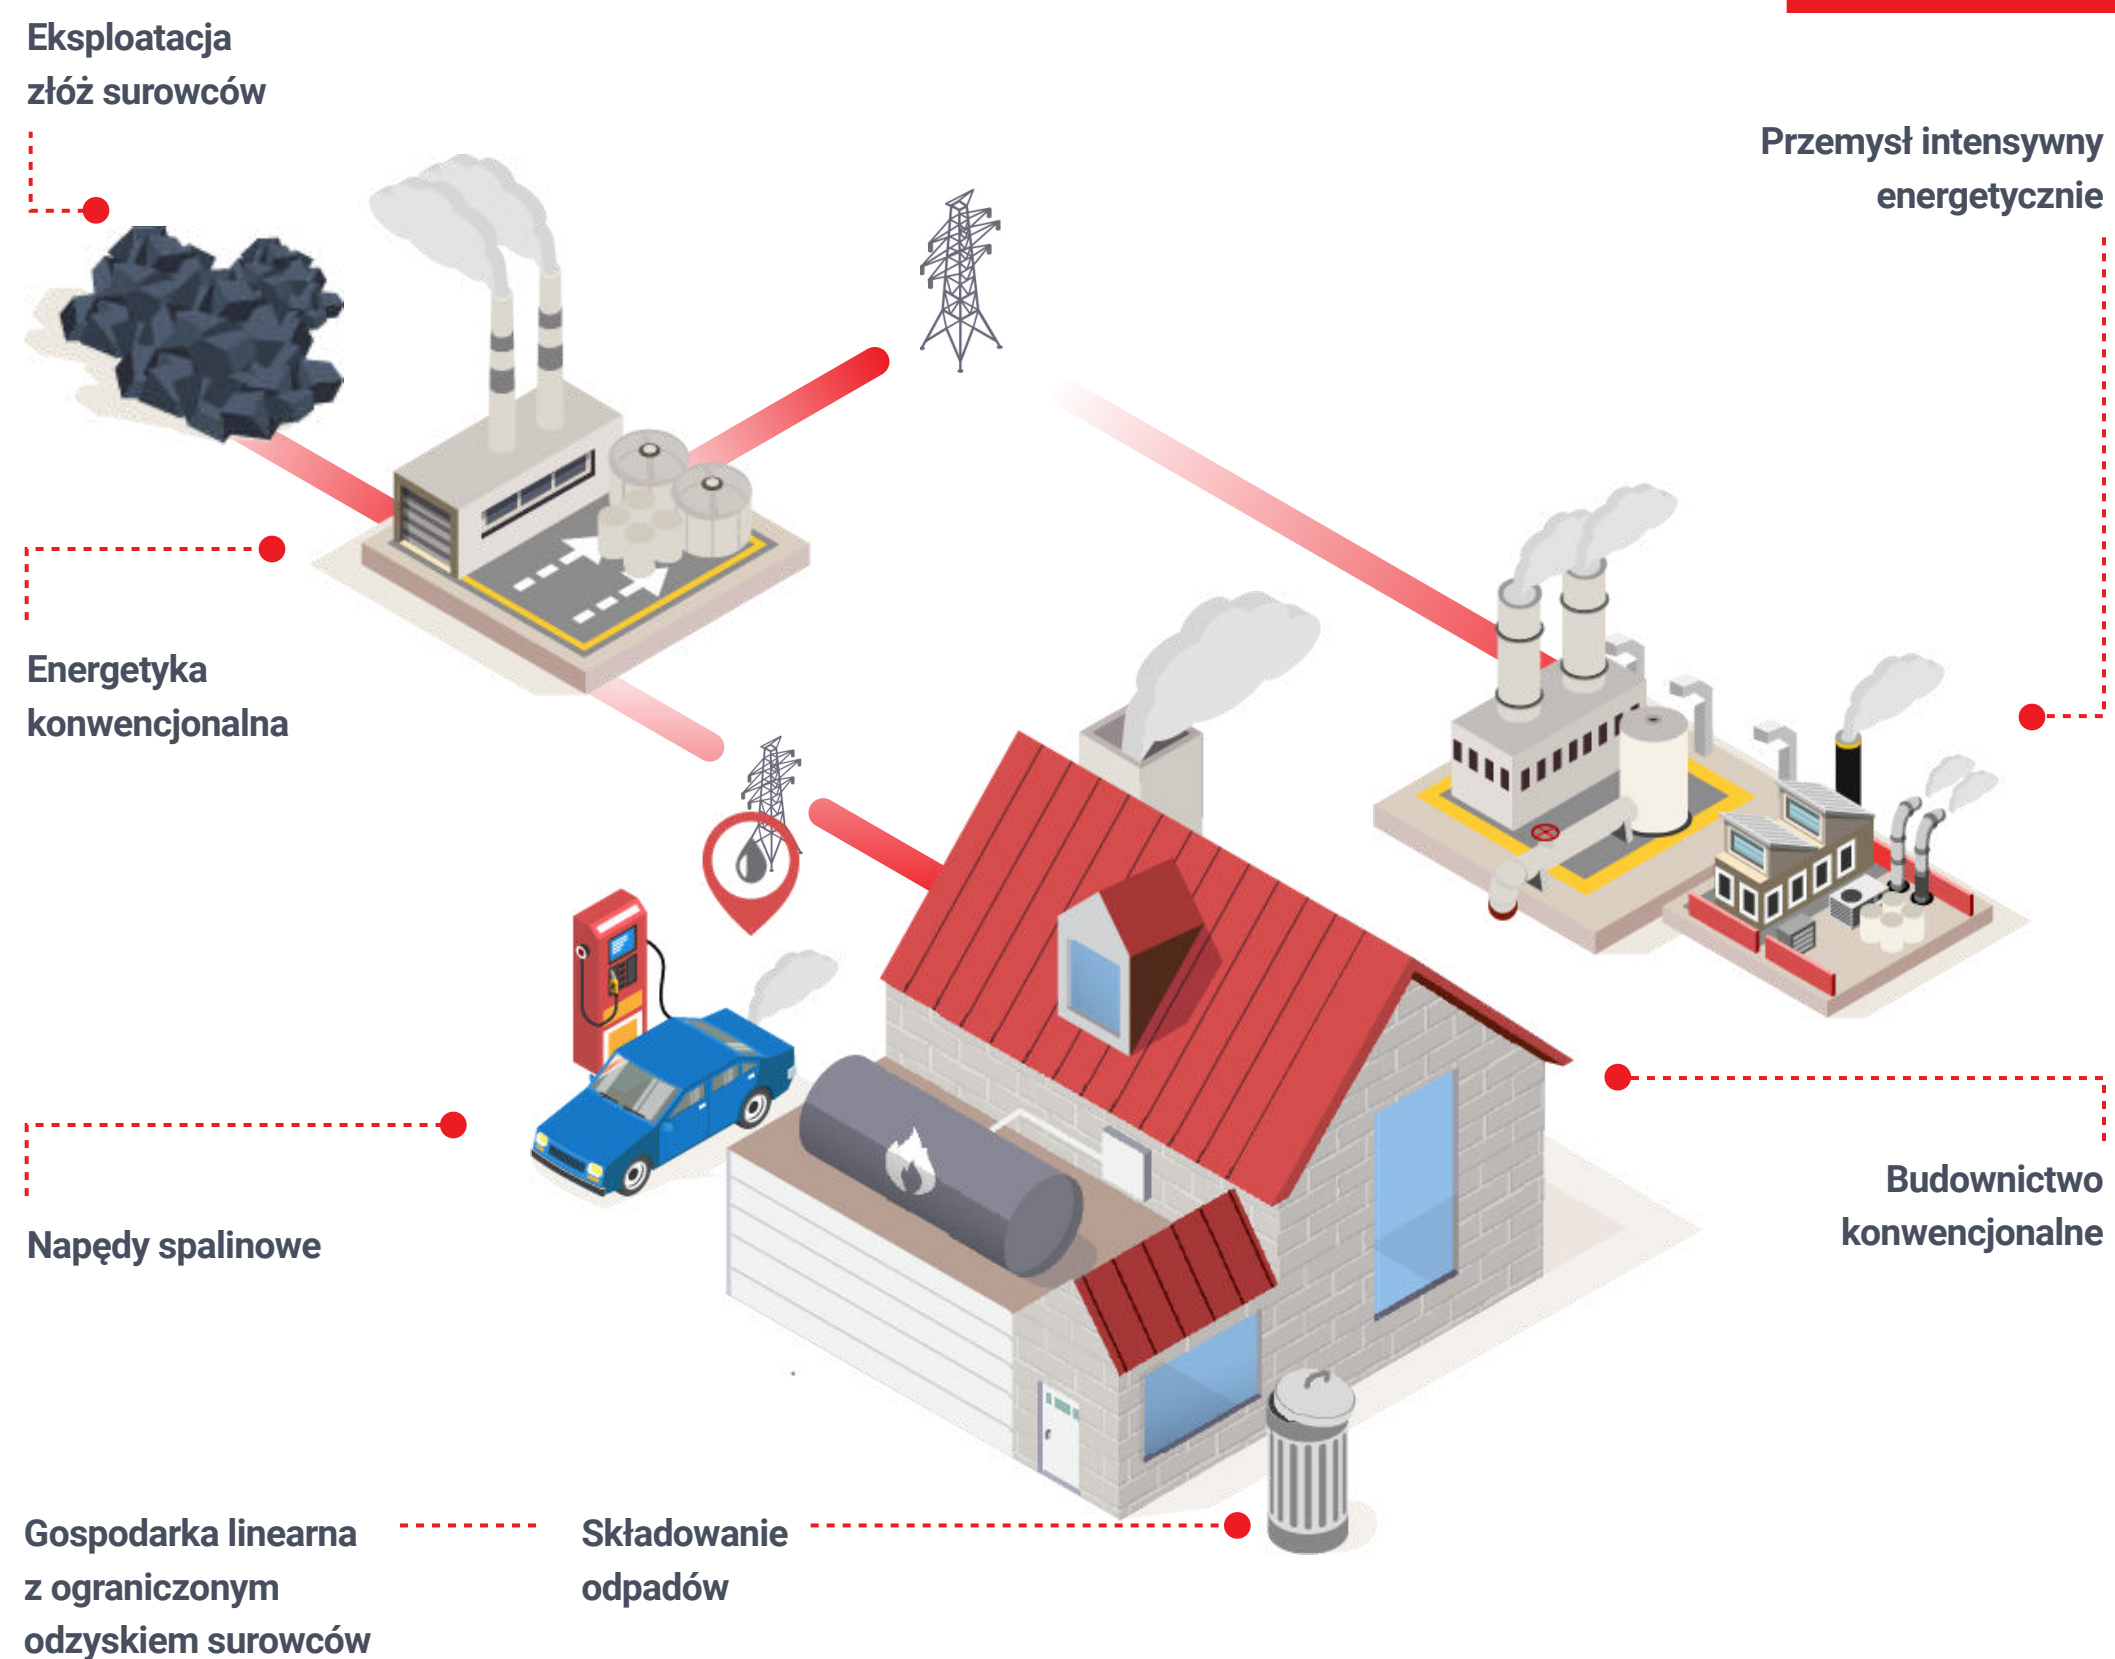 Eksploatacja
złóż surowców
Przemysł intensywny
energetycznie
Energetyka
konwencjonalna
Napędy spalinowe
Budownictwo
konwencjonalne
Gospodarka linearna
z ograniczonym
odzyskiem surowców
Składowanie
odpadów